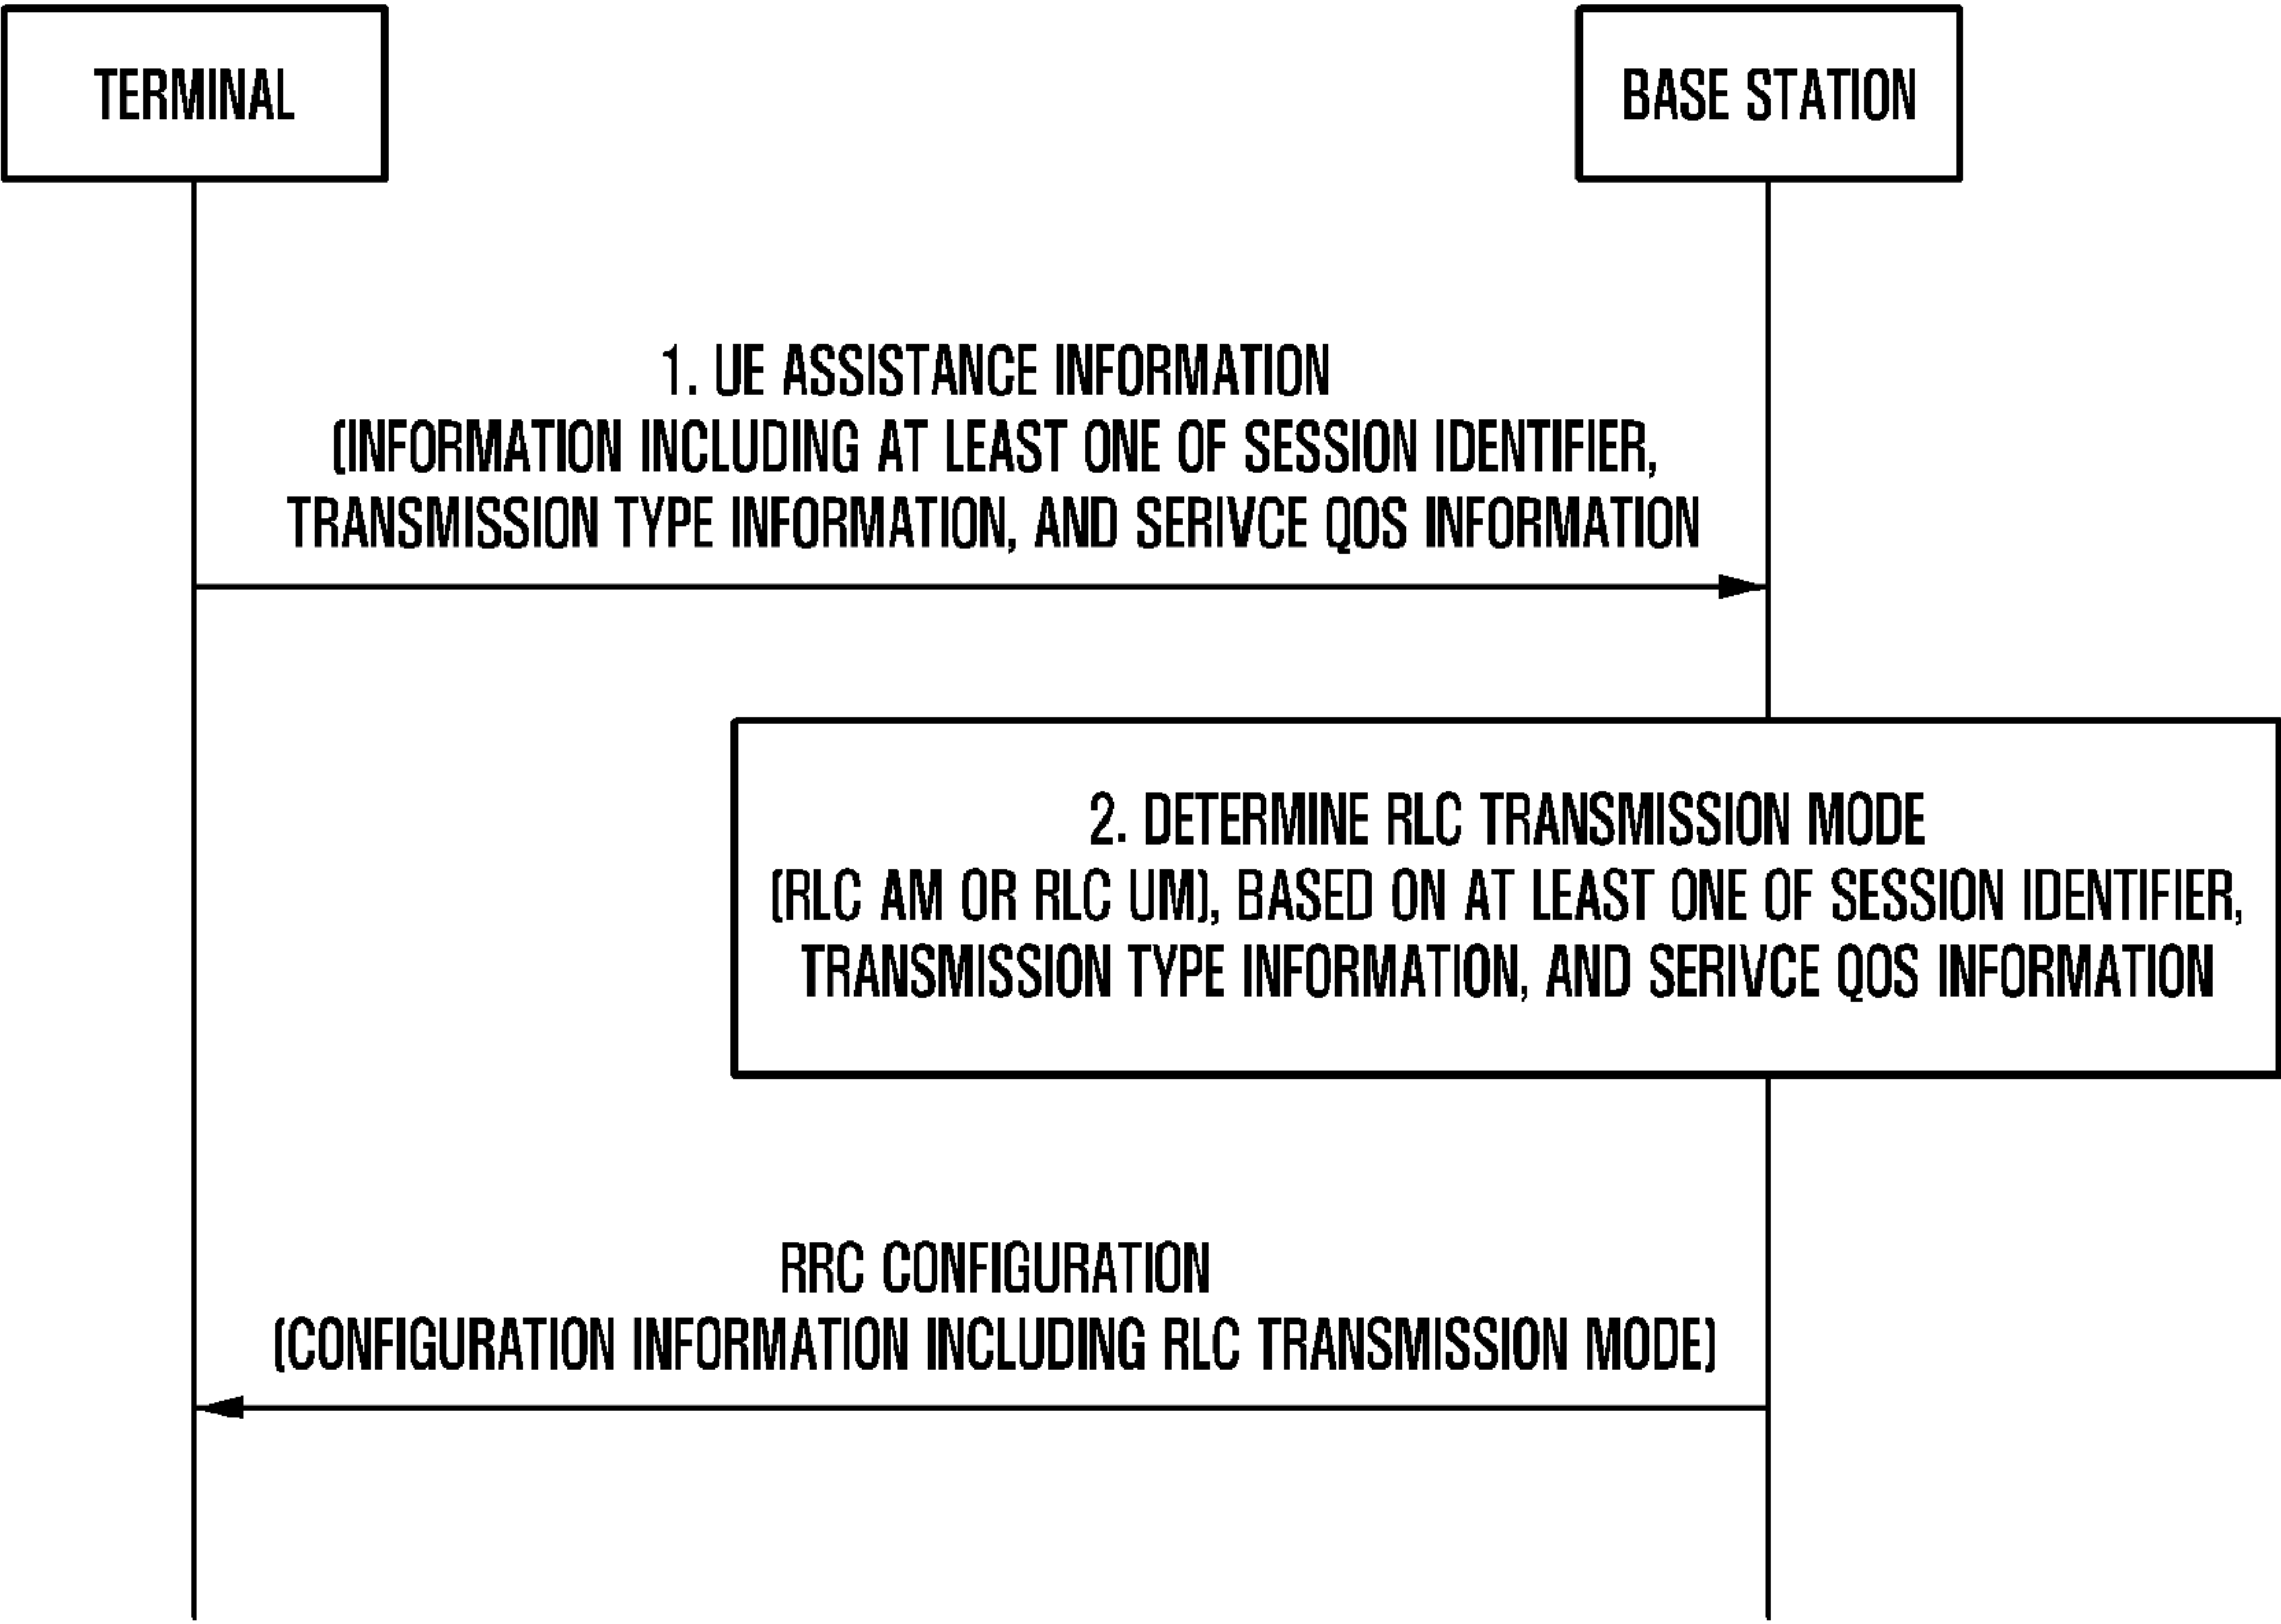 TERMINAL
BASE STATION
1. UE ASSISTANCE INFORMATION
(INFORMATION INCLUDING AT LEAST ONE OF SESSION IDENTIFIER,
TRANSMISSION TYPE INFORMATION, AND SERIVCE QOS INFORMATION
2. DETERMINE RLC TRANSMISSION MODE
(RLC AM OR RLC UM), BASED ON AT LEAST ONE OF SESSION IDENTIFIER,
TRANSMISSION TYPE INFORMATION, AND SERIVCE QOS INFORMATION
RRC CONFIGURATION
(CONFIGURATION INFORMATION INCLUDING RLC TRANSMISSION MODE)